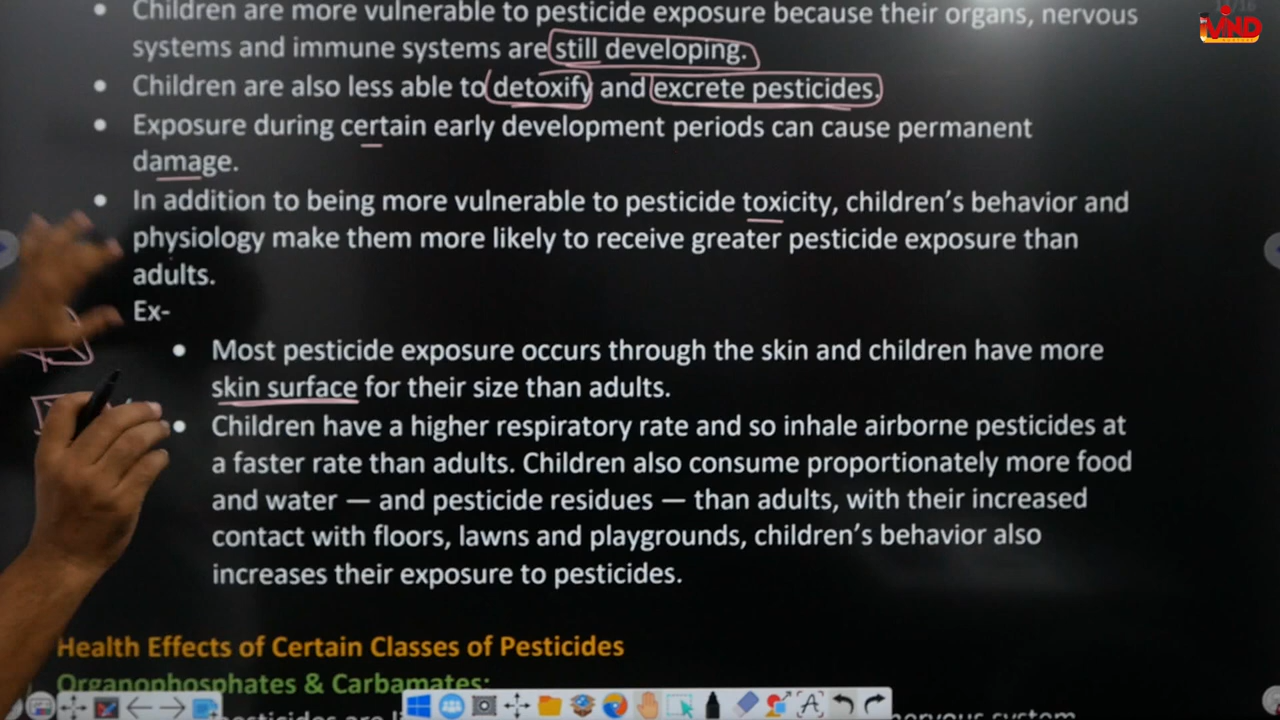 Children are more vulnerable to pesticide exposure because their organs, nervous
systems and immune systems are still developing.
Children are also less able to detoxify and excrete pesticides.
Exposure during certain early development periods can cause permanent
damage.
In addition to being more vulnerable to pesticide toxicity, children's behavior and
physiology make them more likely to receive greater pesticide exposure than
adults.
Ex-
Most pesticide exposure occurs through the skin and children have more
skin surface for their size than adults.
Children have a higher respiratory rate and so inhale airborne pesticides at
a faster rate than adults. Children also consume proportionately more food
and water — and pesticide residues — than adults, with their increased
contact with floors, lawns and playgrounds, children's behavior also
increases their exposure to pesticides.
Health Effects of Certain Classes of Pesticides
Organophosphates & Carbamates:
nervous system